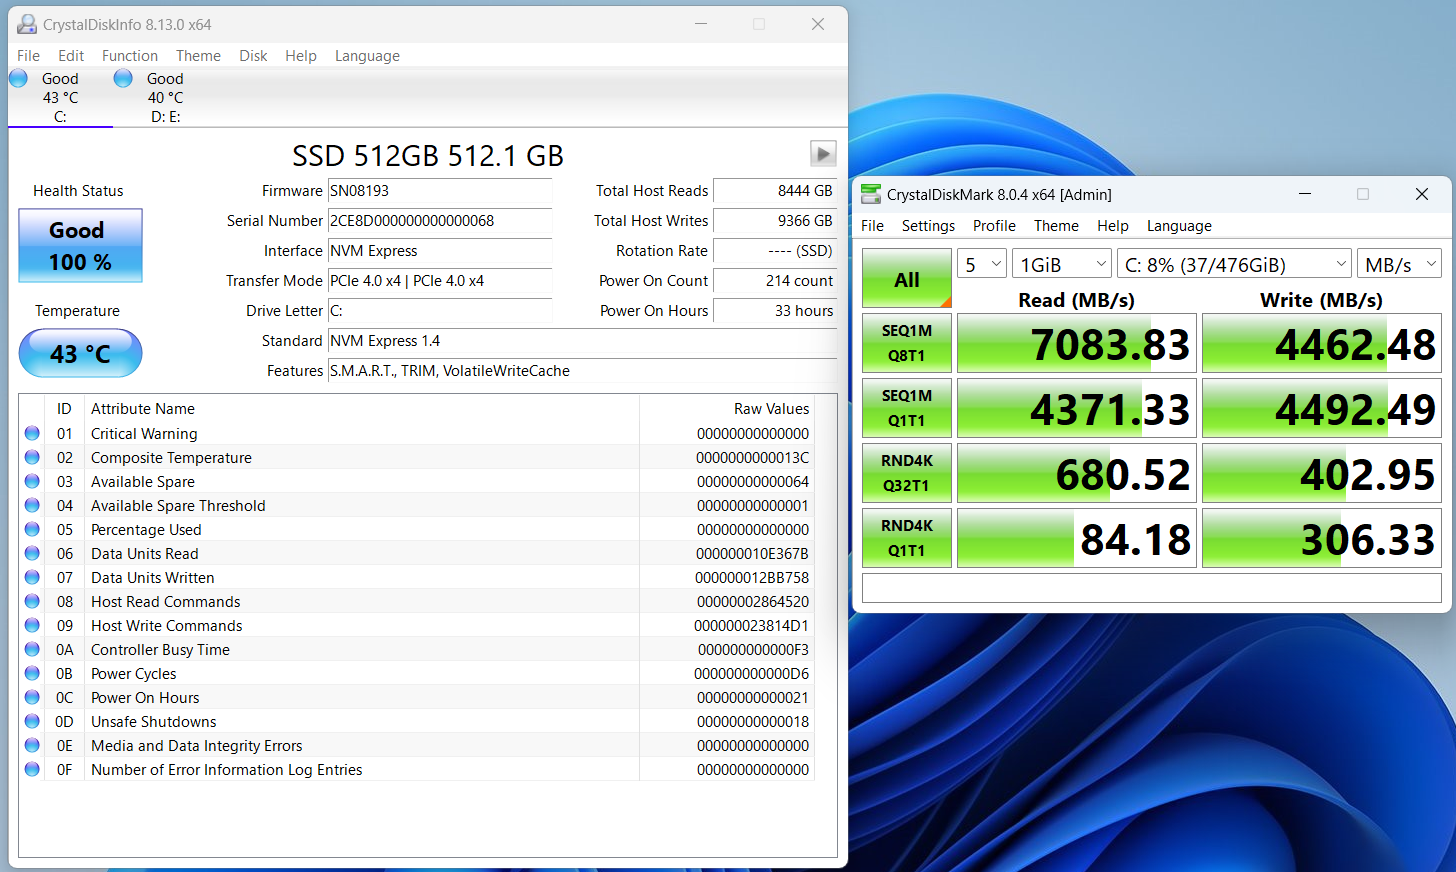 CrystalDiskInfo 8.13.0 x64
File Edit Function Theme Disk Help Language
Good Good
43 °C 40 °C
C: D: E:
SSD 512GB 512.1 GB
Health Status
Good
100 %
Temperature
43 °C
Firmware SN08193
Serial Number 2CE8D000000000000068
Interface NVM Express
Transfer Mode PCIe 4.0 x4 | PCIe 4.0 x4
Drive Letter C:
Standard NVM Express 1.4
Features S.M.A.R.T., TRIM, VolatileWriteCache
Total Host Reads 8444 GB
Total Host Writes 9366 GB
Rotation Rate ---- (SSD)
Power On Count 214 count
Power On Hours 33 hours
ID Attribute Name Raw Values
01 Critical Warning 00000000000000
02 Composite Temperature 0000000000013C
03 Available Spare 00000000000064
04 Available Spare Threshold 00000000000001
05 Percentage Used 00000000000000
06 Data Units Read 000000010E367B
07 Data Units Written 000000012BB758
08 Host Read Commands 00000002864520
09 Host Write Commands 000000023814D1
0A Controller Busy Time 000000000000F3
0B Power Cycles 000000000000D6
0C Power On Hours 00000000000021
0D Unsafe Shutdowns 00000000000018
0E Media and Data Integrity Errors 00000000000000
0F Number of Error Information Log Entries 00000000000000
CrystalDiskMark 8.0.4 x64 [Admin]
File Settings Profile Theme Help Language
All 5 1GiB C: 8% (37/476GiB) MB/s
Read (MB/s) Write (MB/s)
SEQ1M
Q8T1 7083.83 4462.48
SEQ1M
Q1T1 4371.33 4492.49
RND4K
Q32T1 680.52 402.95
RND4K
Q1T1 84.18 306.33